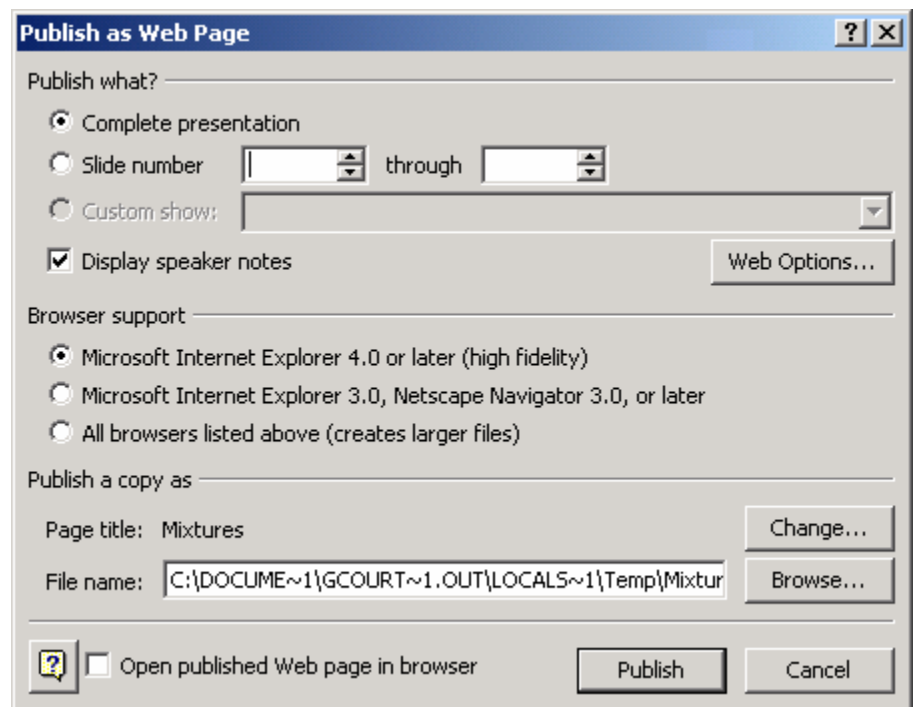 Publish as Web Page
Publish what?
Complete presentation
Slide number through
Custom show:
Display speaker notes Web Options...
Browser support
Microsoft Internet Explorer 4.0 or later (high fidelity)
Microsoft Internet Explorer 3.0, Netscape Navigator 3.0, or later
All browsers listed above (creates larger files)
Publish a copy as
Page title: Mixtures Change...
File name: C:\DOCUME~1\GCOURT~1.OUT\LOCALS~1\Temp\Mixtur Browse...
Open published Web page in browser Publish Cancel